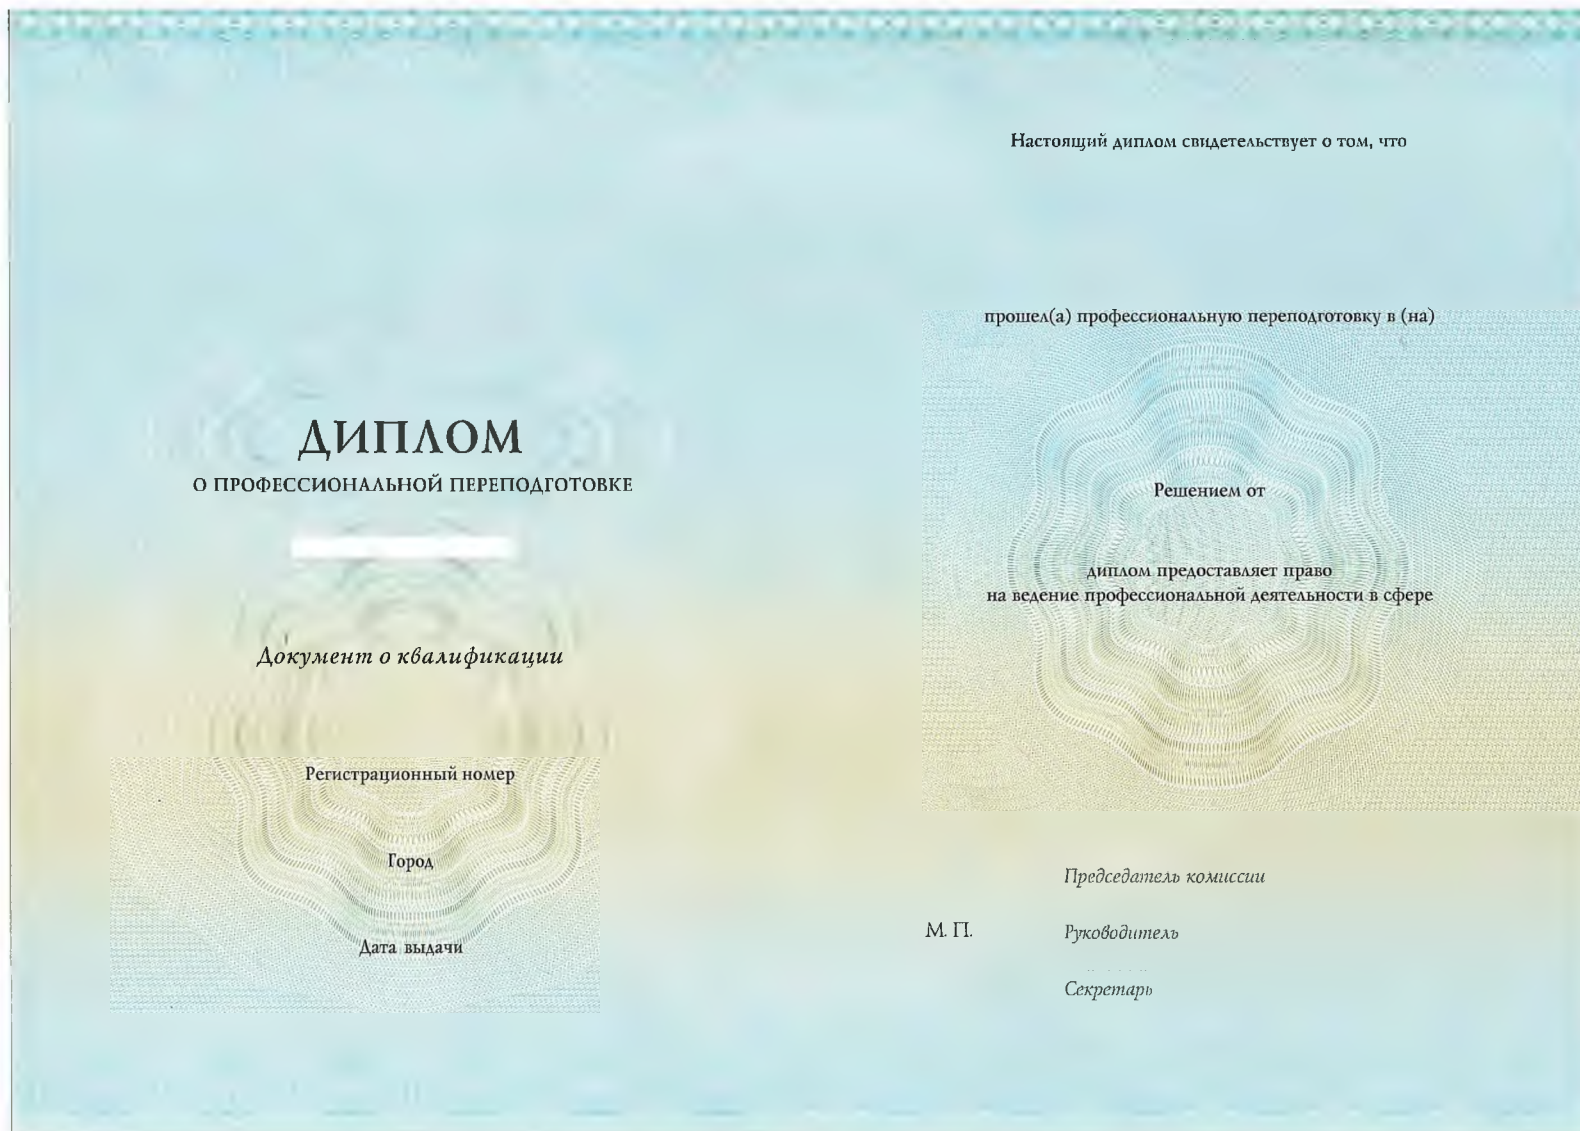 ДИПЛОМ
О ПРОФЕССИОНАЛЬНОЙ ПЕРЕПОДГОТОВКЕ
Документ о квалификации
Регистрационный номер
Город
Дата выдачи
Настоящий диплом свидетельствует о том, что
прошел(а) профессиональную переподготовку в (на)
Решением от
диплом предоставляет право
на ведение профессиональной деятельности в сфере
Председатель комиссии
М. П.
Руководитель
Секретарь